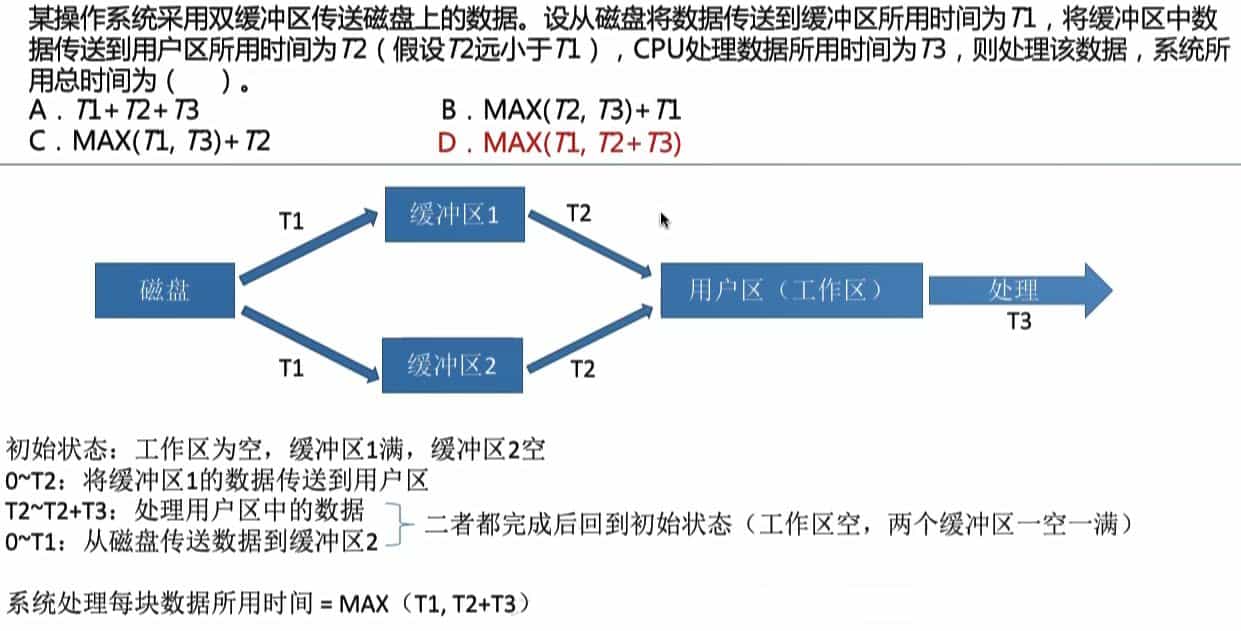 某操作系统采用双缓冲区传送磁盘上的数据。设从磁盘将数据传送到缓冲区所用时间为T1，将缓冲区中数
据传送到用户区所用时间为T2（假设T2远小于T1），CPU处理数据所用时间为T3，则处理该数据，系统所
用总时间为（　　）。
A．T1+T2+T3　　B．MAX(T2, T3)+T1
C．MAX(T1, T3)+T2　　D．MAX(T1, T2+T3)
T1
缓冲区1
T2
磁盘
用户区（工作区）
处理
T3
T1
缓冲区2
T2
初始状态：工作区为空，缓冲区1满，缓冲区2空
0~T2：将缓冲区1的数据传送到用户区
T2~T2+T3：处理用户区中的数据
二者都完成后回到初始状态（工作区空，两个缓冲区一空一满）
0~T1：从磁盘传送数据到缓冲区2
系统处理每块数据所用时间 = MAX（T1, T2+T3）